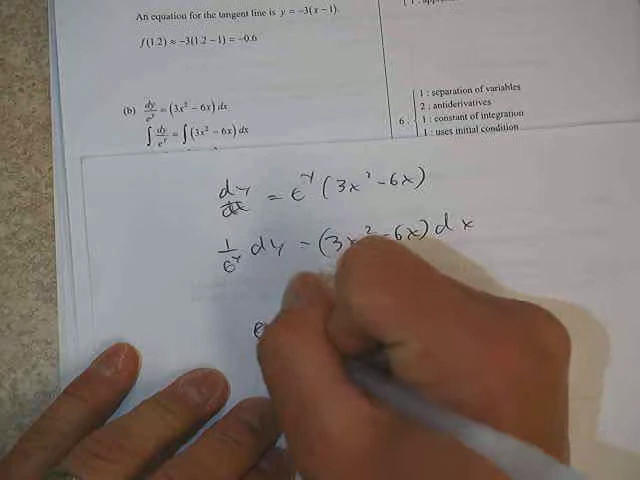 An equation for the tangent line is y = −3(x − 1).
f(1.2) ≈ −3(1.2 − 1) = −0.6
(b) dy/e^y = (3x² − 6x) dx
∫ dy/e^y = ∫ (3x² − 6x) dx
1 : separation of variables
2 : antiderivatives
6 : { 1 : constant of integration
1 : uses initial condition
dy/dx = e^y (3x² − 6x)
1/e^y dy = (3x² − 6x) dx
e